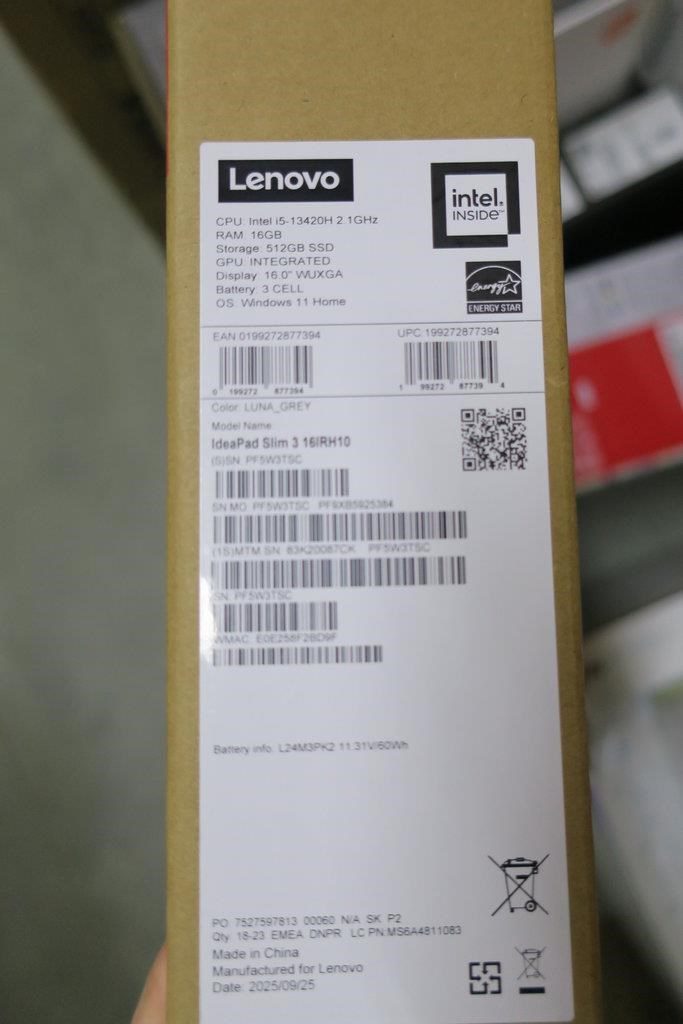 Lenovo
intel.
INSIDE™
CPU: Intel i5-13420H 2.1GHz
RAM: 16GB
Storage: 512GB SSD
GPU: INTEGRATED
Display: 16.0" WUXGA
Battery: 3 CELL
OS: Windows 11 Home
energy
ENERGY STAR
EAN:0199272877394
UPC:199272877394
0 199272 877394
1 99272 87739 4
Color: LUNA_GREY
Model Name:
IdeaPad Slim 3 16IRH10
(S)SN: PF5W3TSC
SN MO: PF5W3TSC PF9XB5925384
(1S)MTM SN: 83K20087CK PF5W3TSC
SN: PF5W3TSC
WMAC: E0E258F2BD9F
Battery info: L24M3PK2 11.31V/60Wh
PO: 7527597813 00060 N/A SK P2
Qty: 18-23 EMEA DNPR LC PN:MS6A4811083
Made in China
Manufactured for Lenovo
Date: 2025/09/25